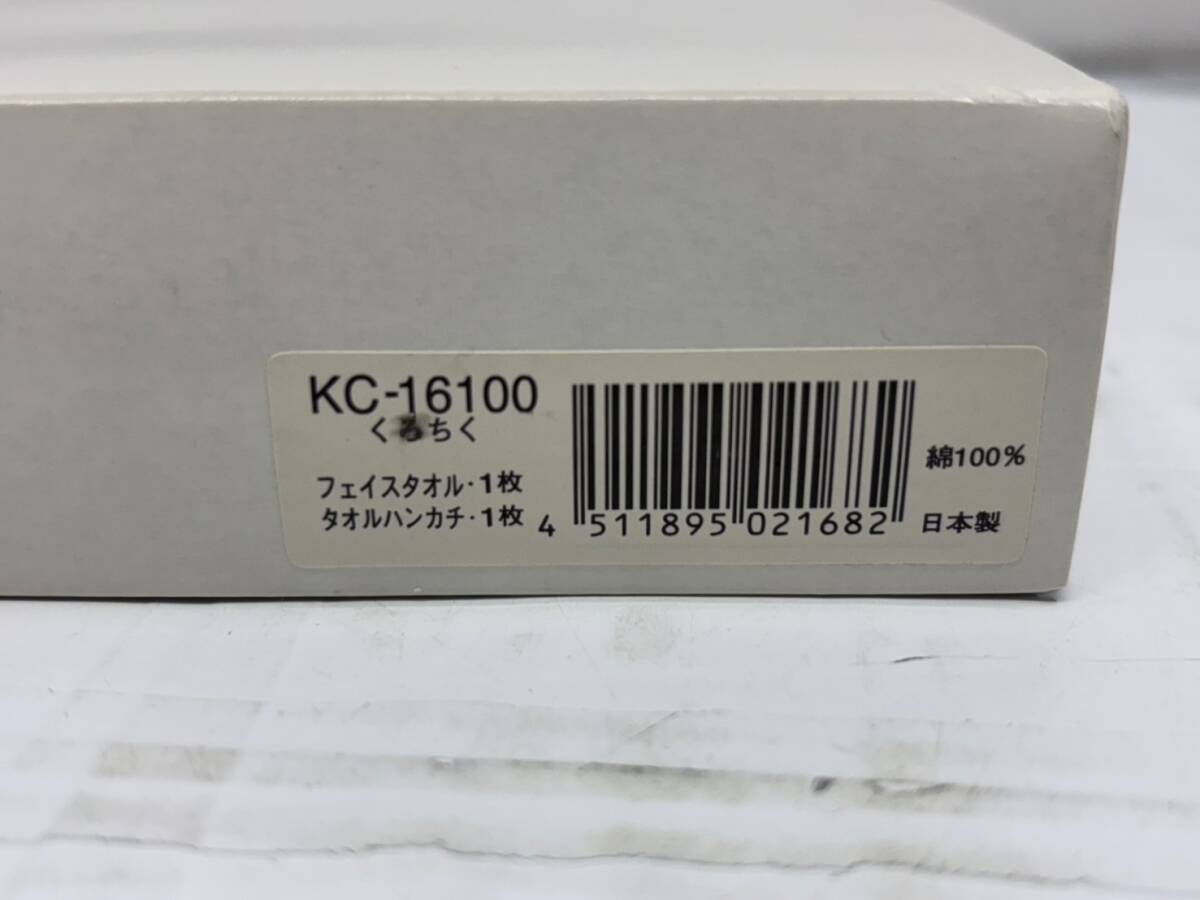 KC-16100
くろちく
フェイスタオル・1枚
タオルハンカチ・1枚
4 511895 021682
綿100%
日本製